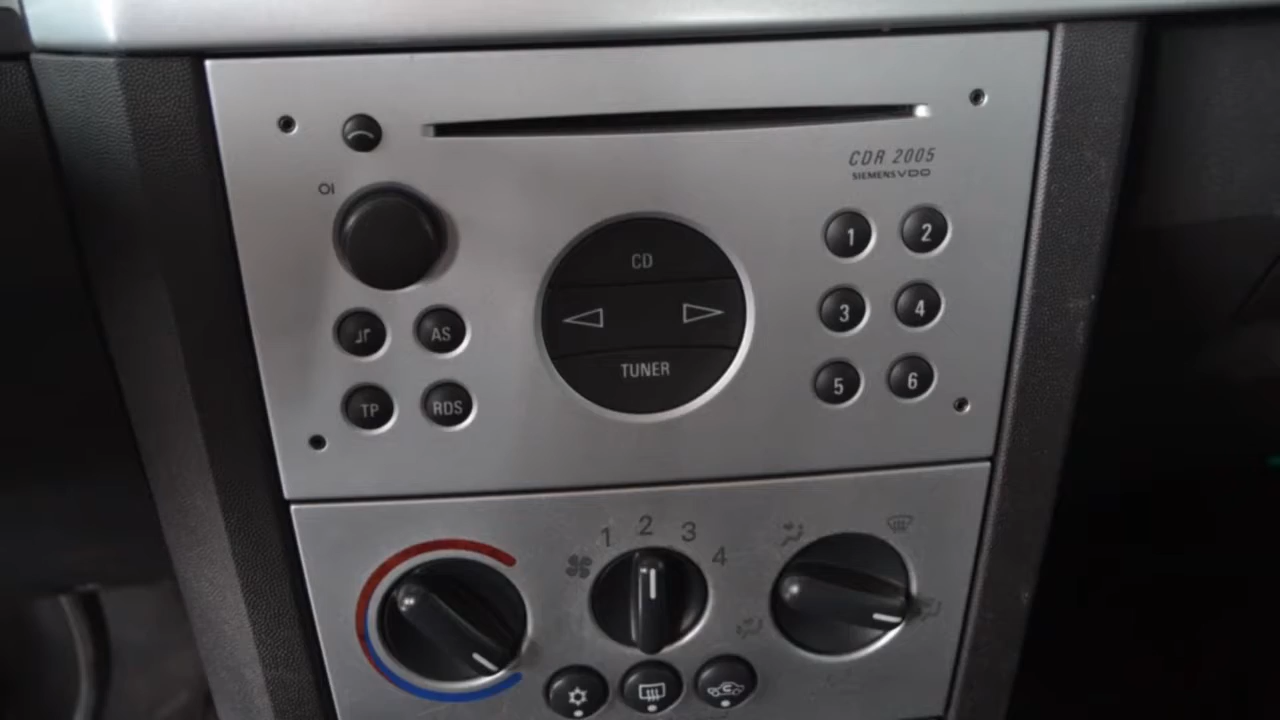 CDR 2005
SIEMENS VDO
CD
1 2
AS
3 4
TUNER
TP RDS
5 6
1 2 3 4